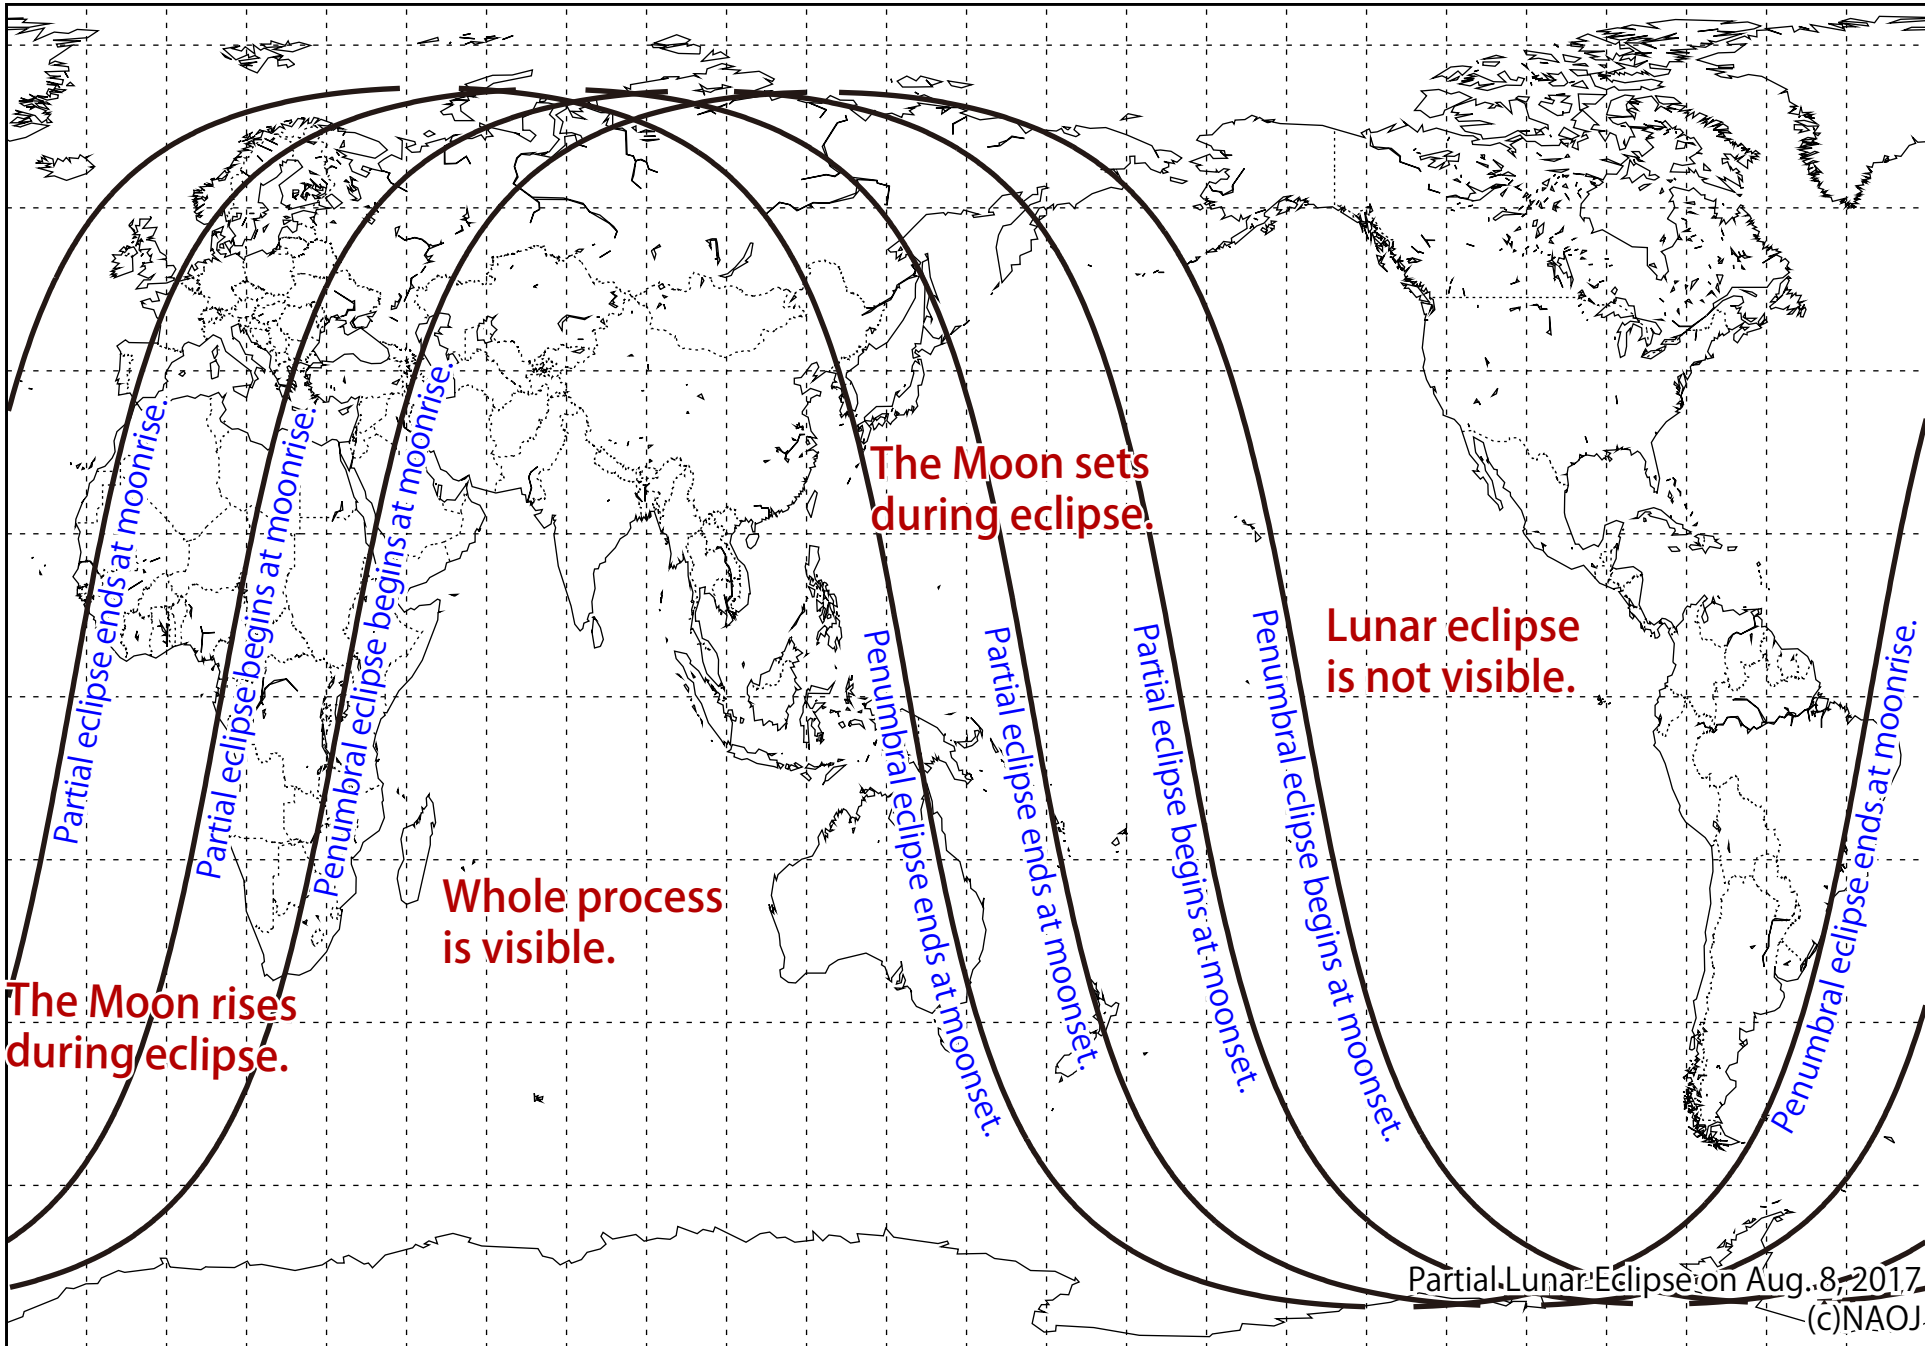 Partial eclipse ends at moonrise.
Partial eclipse begins at moonrise.
Penumbral eclipse begins at moonrise.
The Moon sets
during eclipse.
Penumbral eclipse ends at moonset.
Partial eclipse ends at moonset.
Partial eclipse begins at moonset.
Penumbral eclipse begins at moonset.
Lunar eclipse
is not visible.
Penumbral eclipse ends at moonrise.
Whole process
is visible.
The Moon rises
during eclipse.
Partial Lunar Eclipse on Aug. 8, 2017
(c)NAOJ